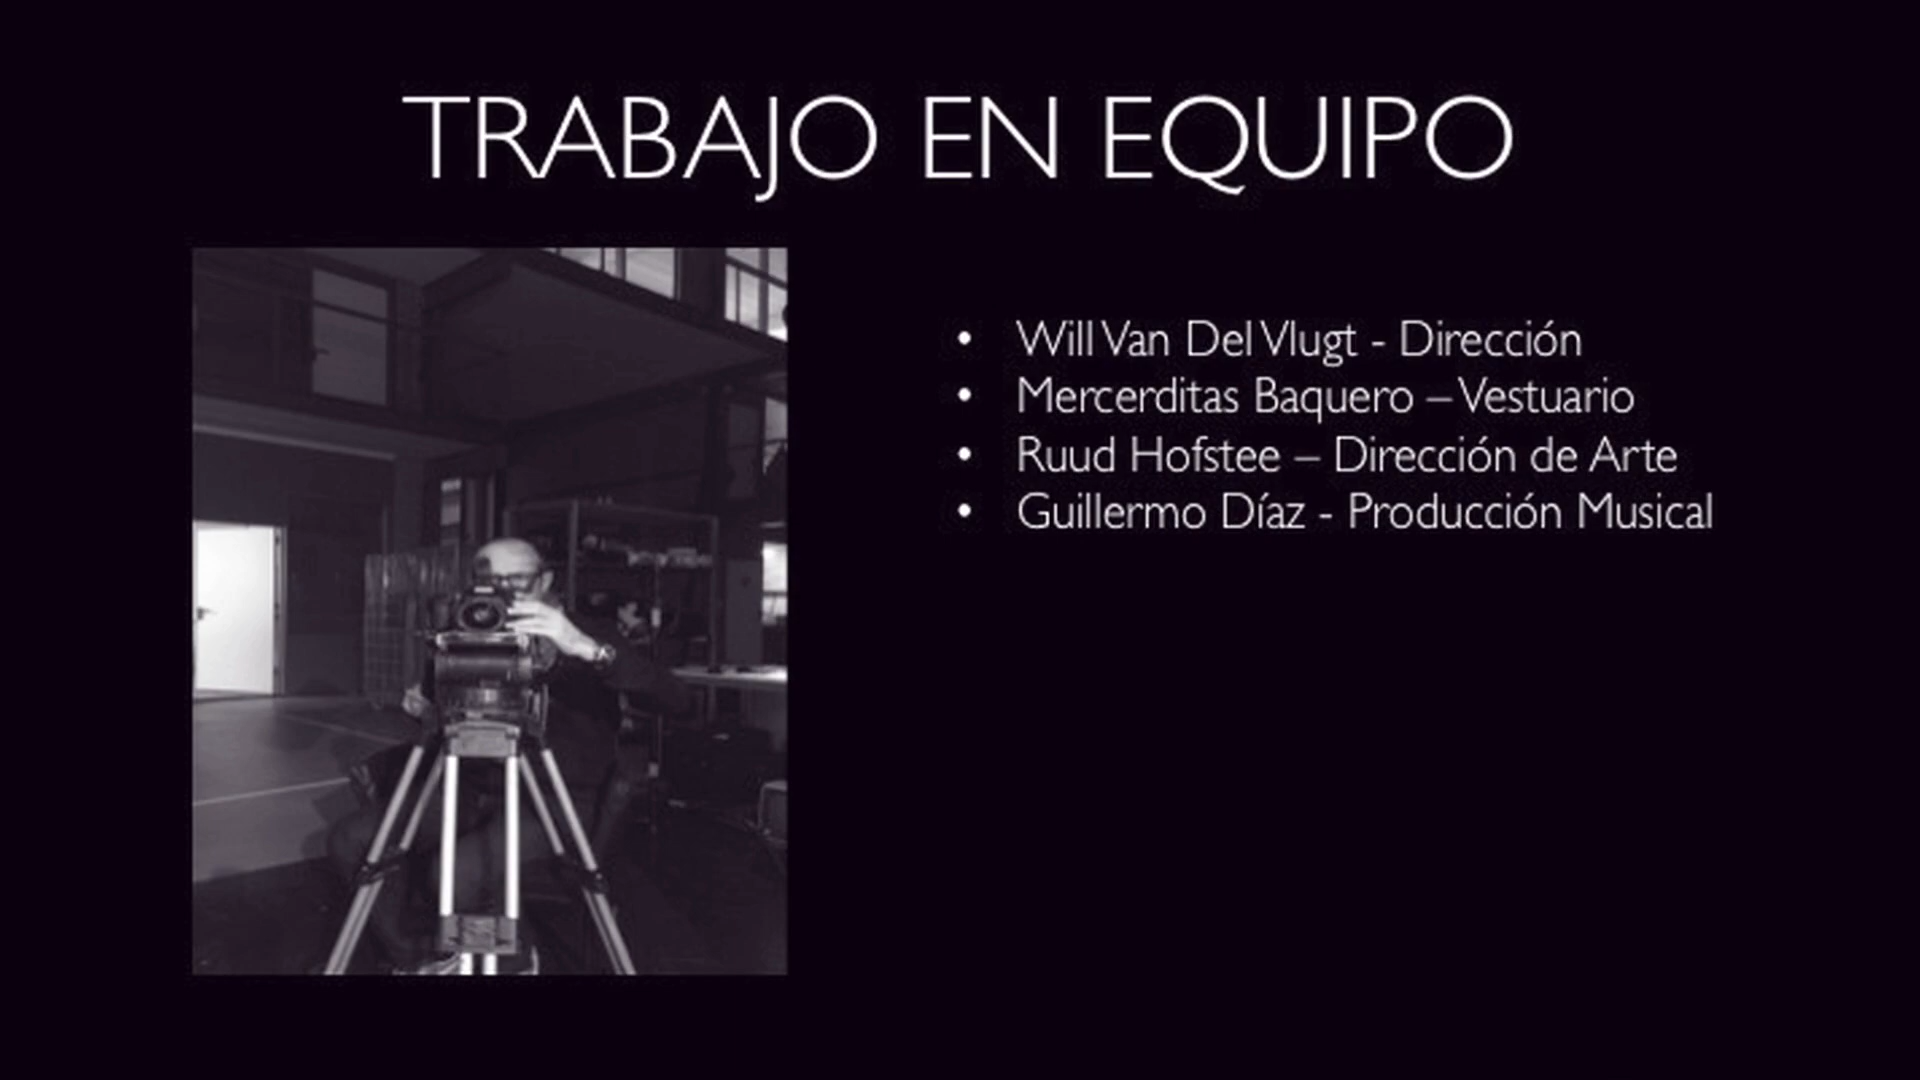 TRABAJO EN EQUIPO
• Will Van Del Vlugt - Dirección
• Mercerditas Baquero – Vestuario
• Ruud Hofstee – Dirección de Arte
• Guillermo Díaz - Producción Musical